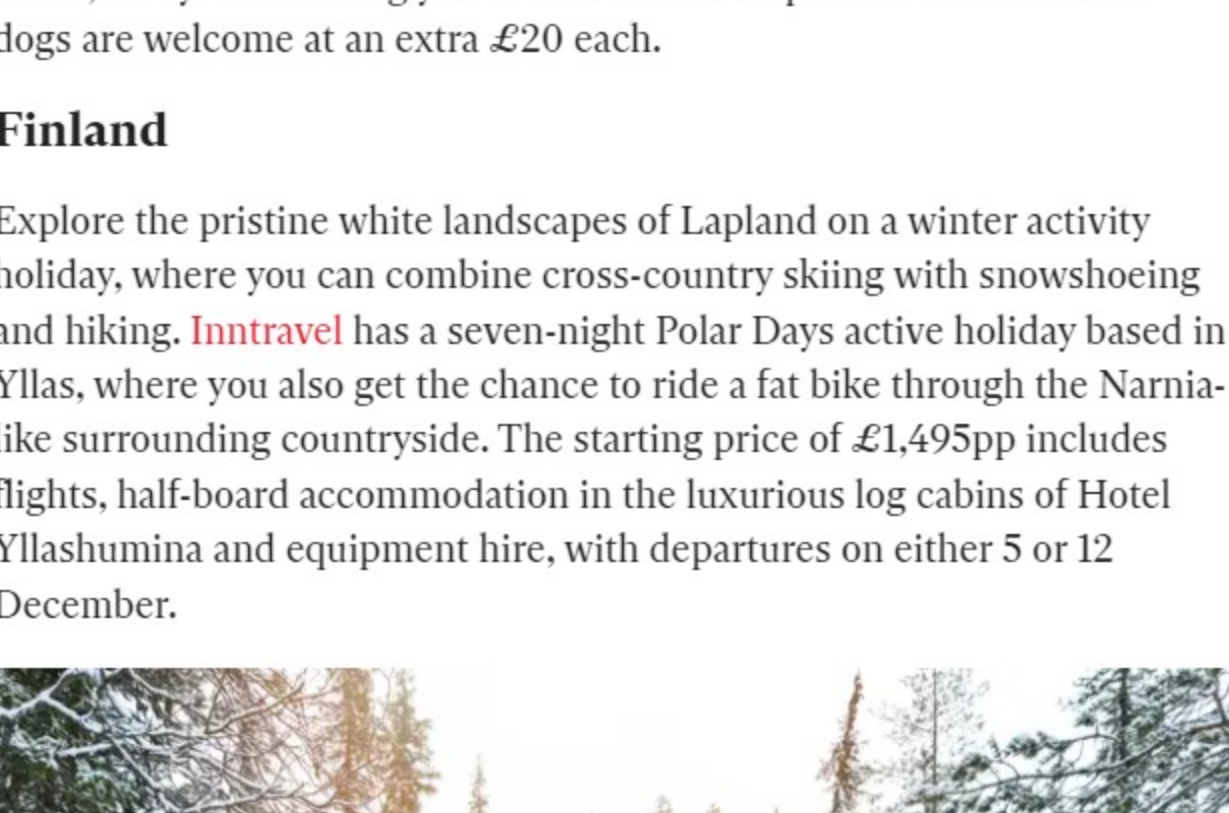 dogs are welcome at an extra £20 each.
Finland
Explore the pristine white landscapes of Lapland on a winter activity
holiday, where you can combine cross-country skiing with snowshoeing
and hiking. Inntravel has a seven-night Polar Days active holiday based in
Yllas, where you also get the chance to ride a fat bike through the Narnia-
like surrounding countryside. The starting price of £1,495pp includes
flights, half-board accommodation in the luxurious log cabins of Hotel
Yllashumina and equipment hire, with departures on either 5 or 12
December.